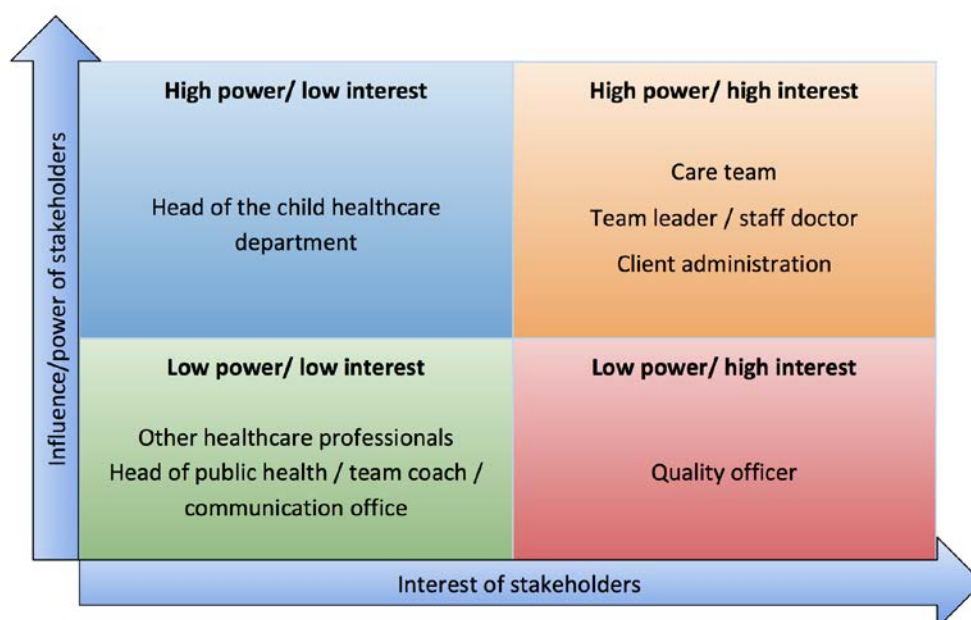 Influence/power of stakeholders
High power/ low interest
Head of the child healthcare
department
High power/ high interest
Care team
Team leader / staff doctor
Client administration
Low power/ low interest
Other healthcare professionals
Head of public health / team coach /
communication office
Low power/ high interest
Quality officer
Interest of stakeholders